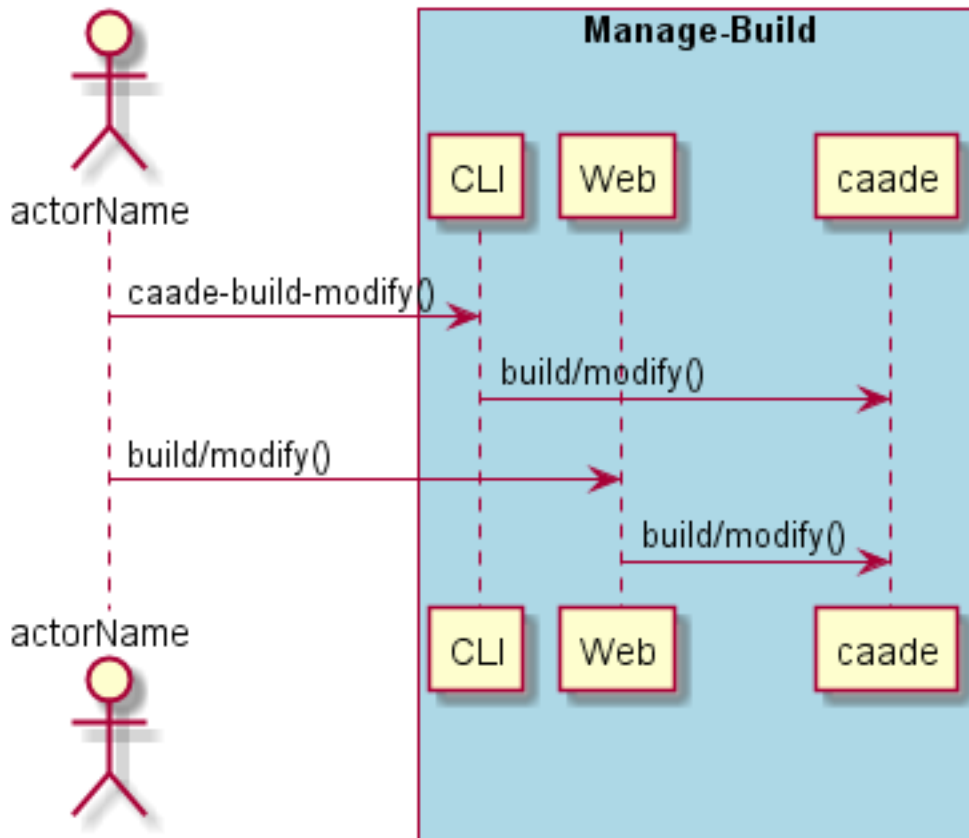 Manage-Build
CLI Web caade
actorName
caade-build-modify()
build/modify()
build/modify()
build/modify()
actorName
CLI Web caade